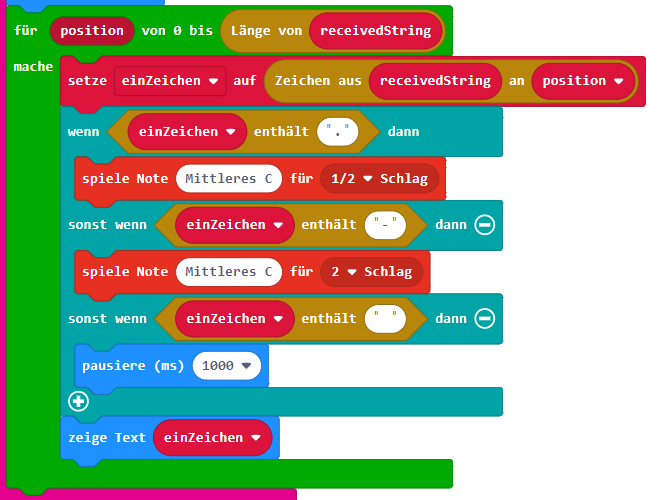 für position von 0 bis Länge von receivedString
mache
setze einZeichen auf Zeichen aus receivedString an position
wenn einZeichen enthält "." dann
spiele Note Mittleres C für 1/2 Schlag
sonst wenn einZeichen enthält "-" dann
spiele Note Mittleres C für 2 Schlag
sonst wenn einZeichen enthält " " dann
pausiere (ms) 1000
zeige Text einZeichen